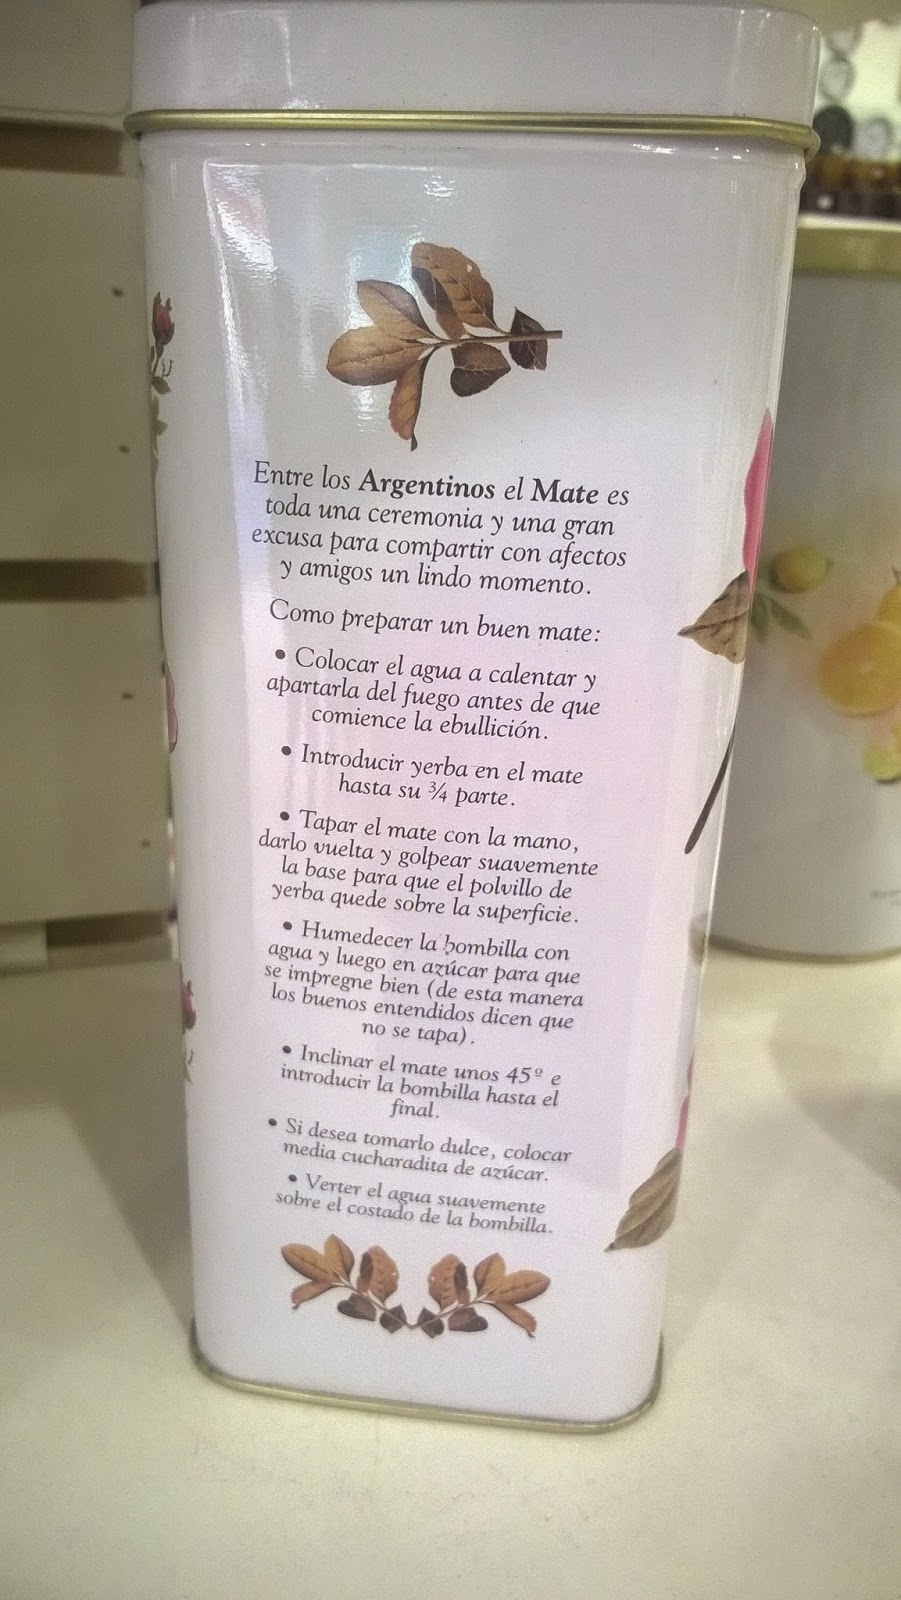 Entre los Argentinos el Mate es
toda una ceremonia y una gran
excusa para compartir con afectos
y amigos un lindo momento.
Como preparar un buen mate:
• Colocar el agua a calentar y
apartarla del fuego antes de que
comience la ebullición.
• Introducir yerba en el mate
hasta su ¾ parte.
• Tapar el mate con la mano,
darlo vuelta y golpear suavemente
la base para que el polvillo de
yerba quede sobre la superficie.
• Humedecer la bombilla con
agua y luego en azúcar para que
se impregne bien (de esta manera
los buenos entendidos dicen que
no se tapa).
• Inclinar el mate unos 45º e
introducir la bombilla hasta el
final.
• Si desea tomarlo dulce, colocar
media cucharadita de azúcar.
• Verter el agua suavemente
sobre el costado de la bombilla.